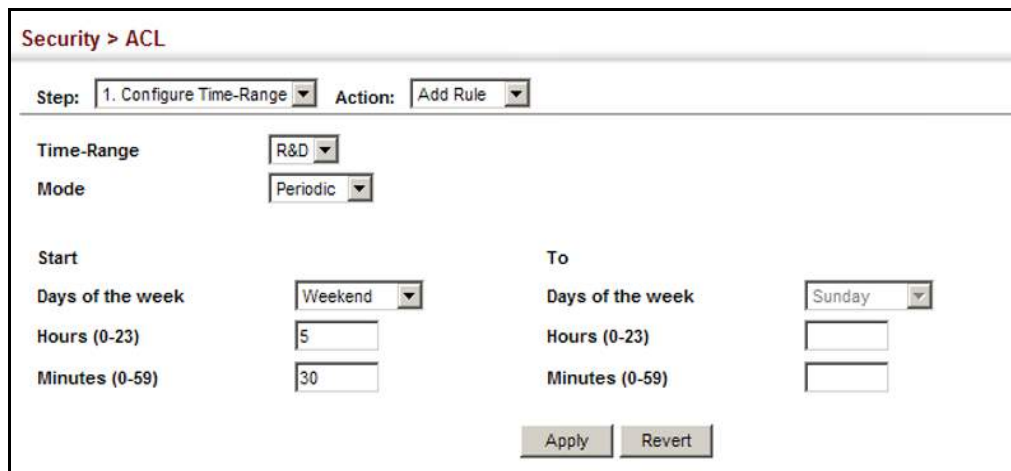 Security > ACL
Step: 1. Configure Time-Range Action: Add Rule
Time-Range R&D
Mode Periodic
Start To
Days of the week Weekend Days of the week Sunday
Hours (0-23) 5 Hours (0-23)
Minutes (0-59) 30 Minutes (0-59)
Apply Revert